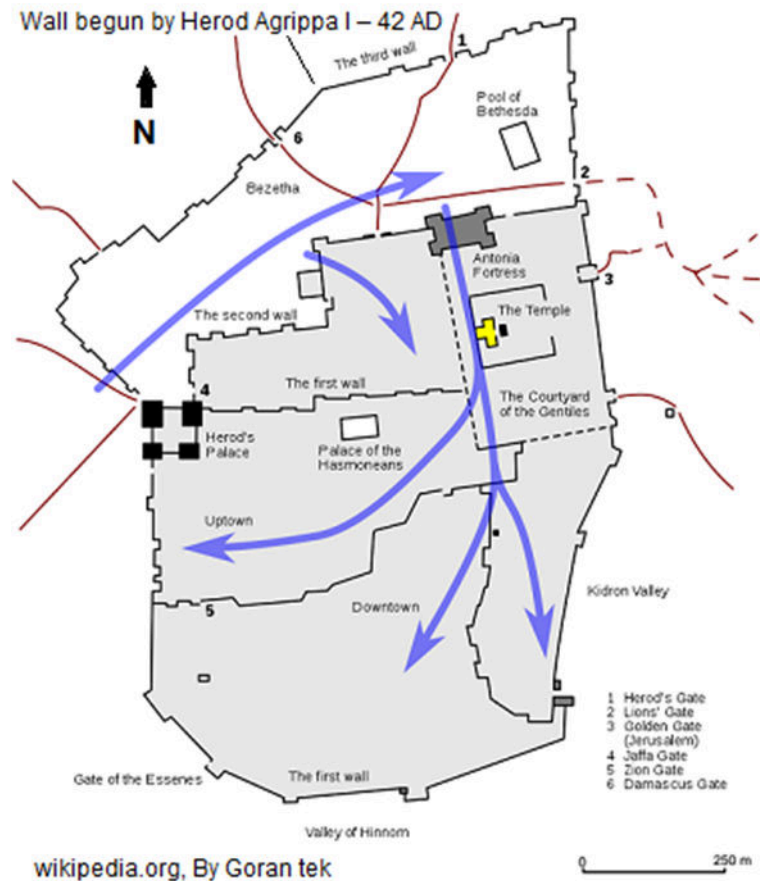 Wall begun by Herod Agrippa I – 42 AD
1
The third wall
N
Pool of
Bethesda
6
2
Bezetha
Antonia
Fortress
3
The second wall
The Temple
The first wall
4
The Courtyard
of the Gentiles
Herod's
Palace
Palace of the
Hasmoneans
Uptown
5
Downtown
Kidron Valley
1 Herod's Gate
2 Lions' Gate
3 Golden Gate
(Jerusalem)
4 Jaffa Gate
5 Zion Gate
6 Damascus Gate
Gate of the Essenes
The first wall
Valley of Hinnom
wikipedia.org, By Goran tek
0 250 m